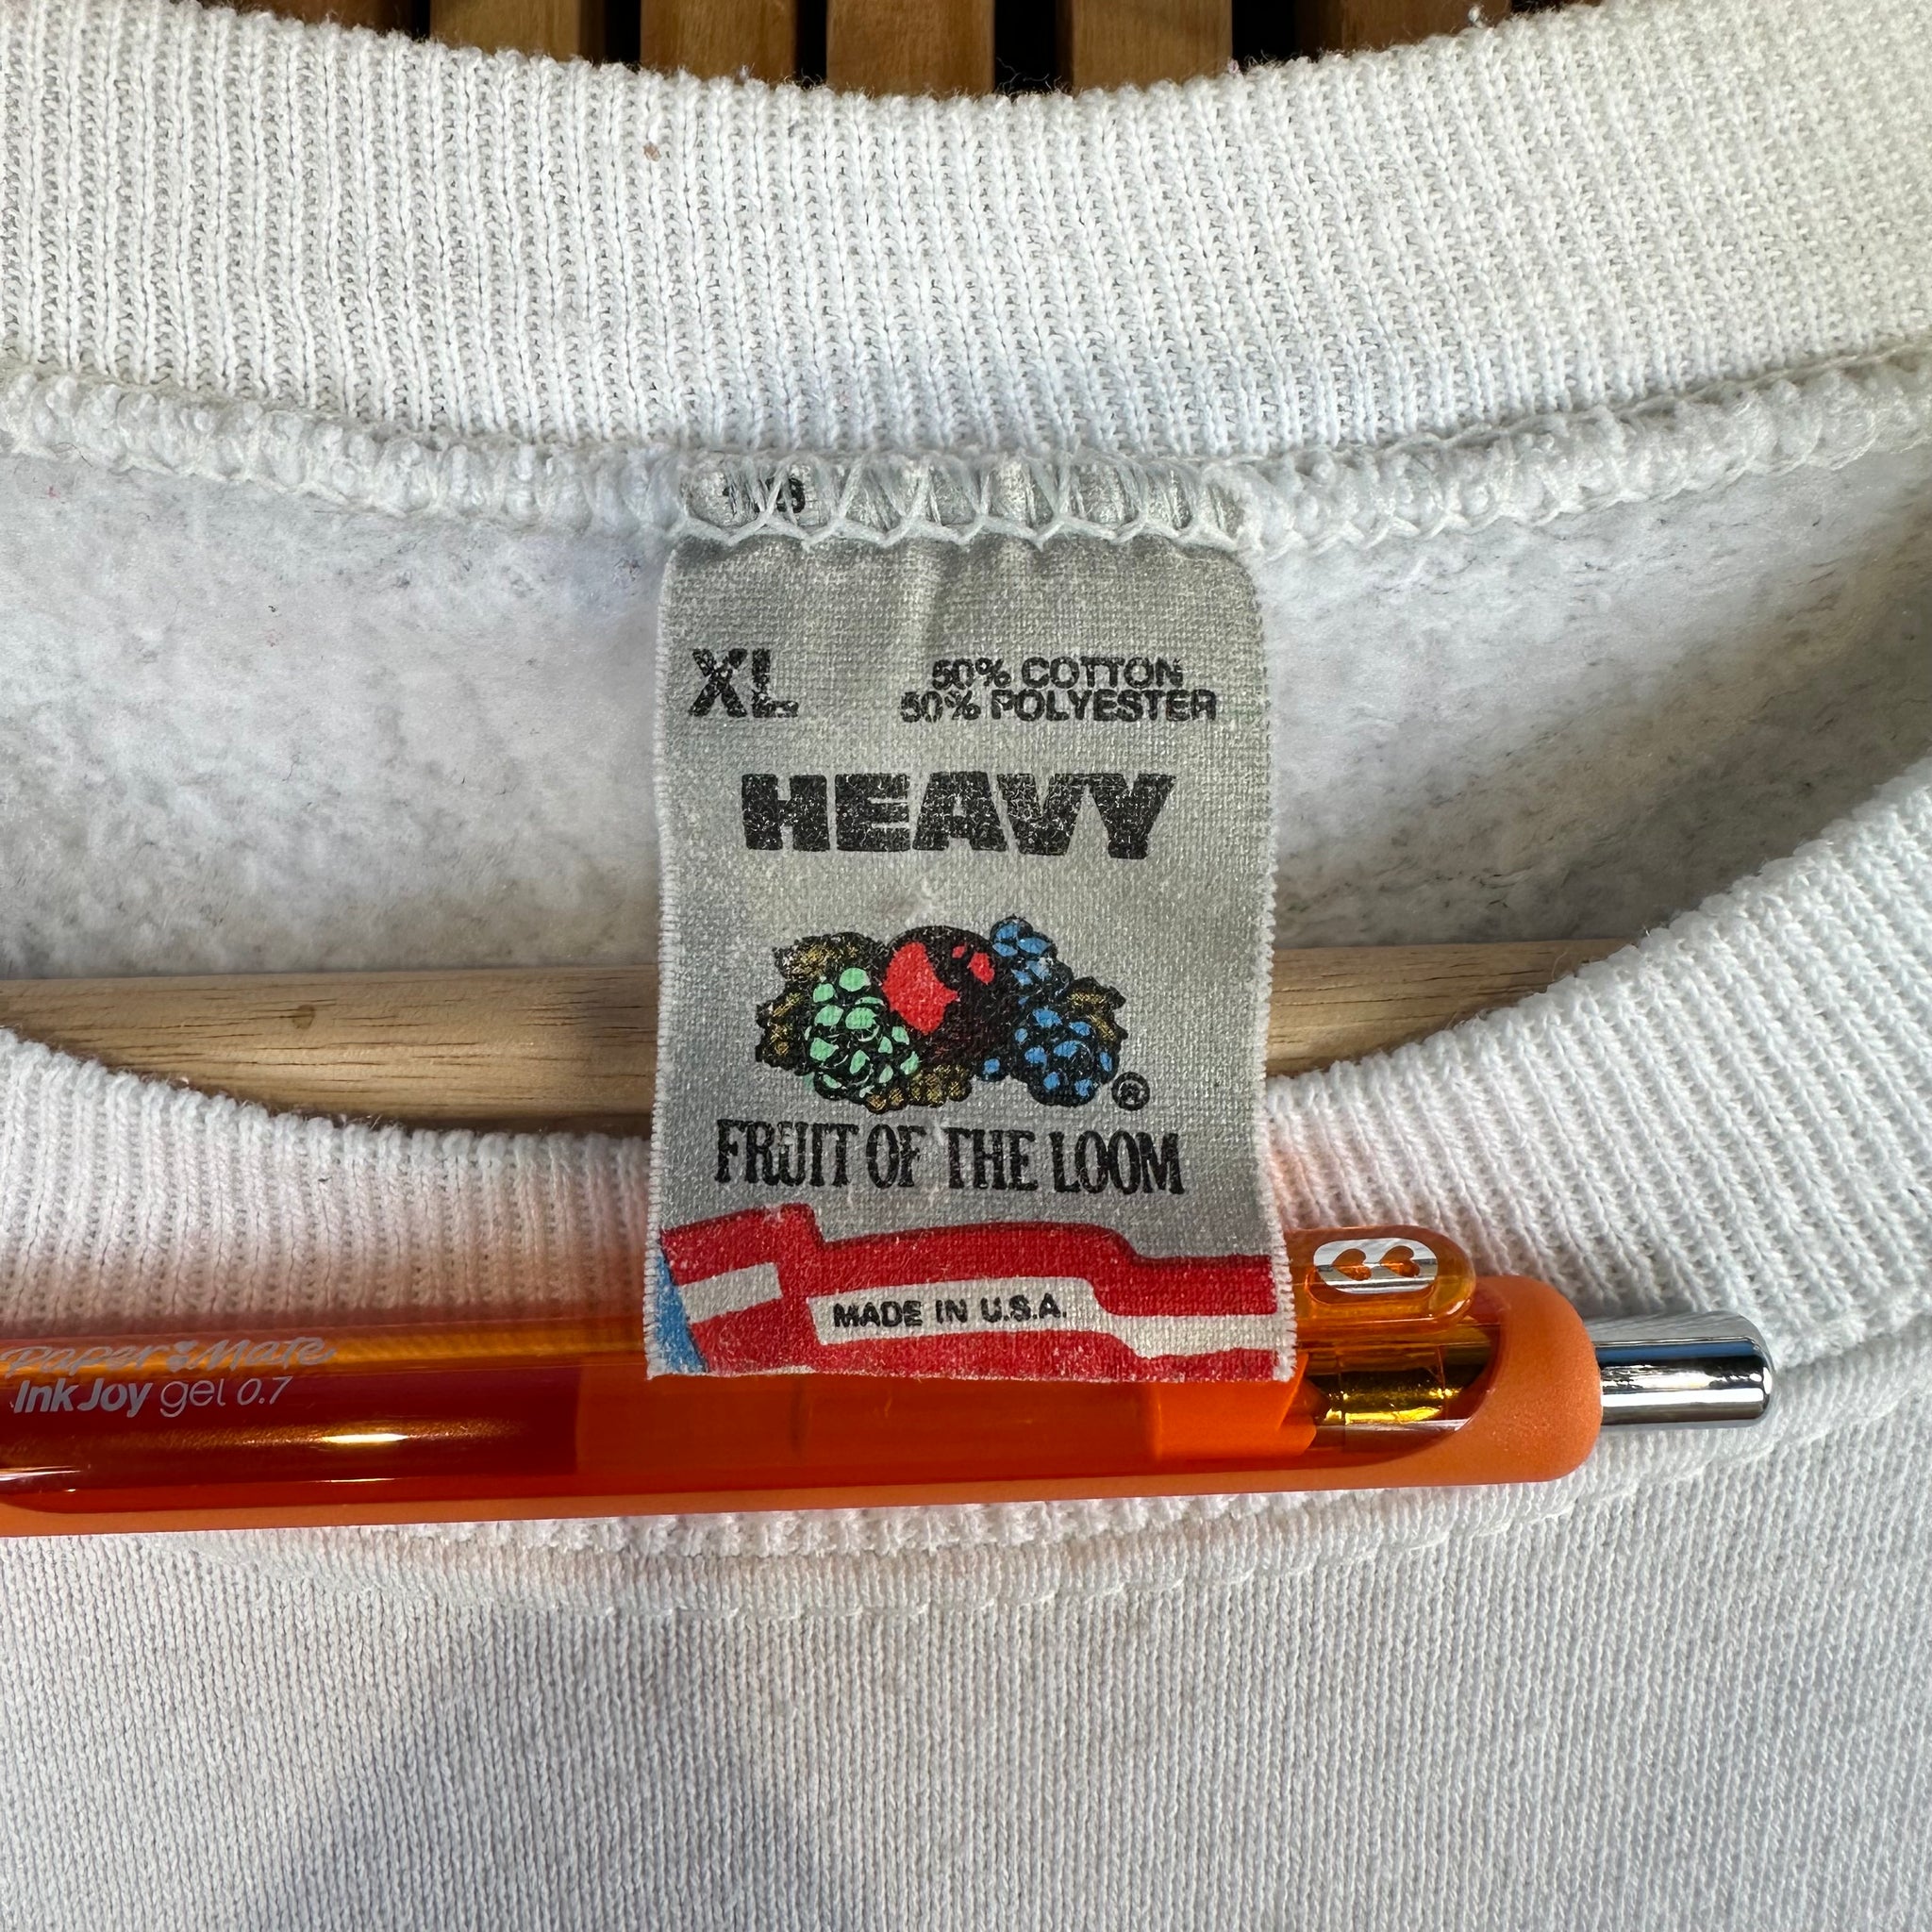 XL
50% COTTON
50% POLYESTER
HEAVY
®
FRUIT OF THE LOOM
MADE IN U.S.A.
Paper Mate
InkJoy gel 0.7